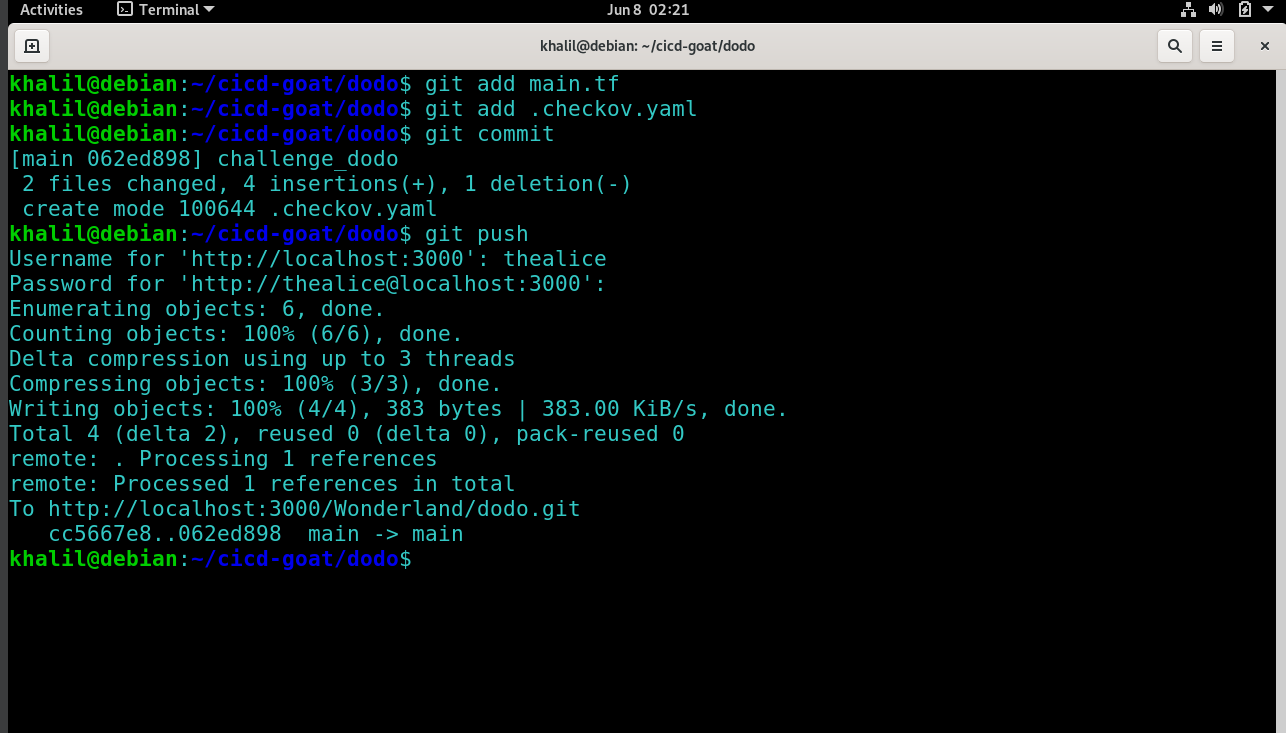 Activities Terminal Jun 8 02:21
khalil@debian: ~/cicd-goat/dodo
khalil@debian:~/cicd-goat/dodo$ git add main.tf
khalil@debian:~/cicd-goat/dodo$ git add .checkov.yaml
khalil@debian:~/cicd-goat/dodo$ git commit
[main 062ed898] challenge_dodo
 2 files changed, 4 insertions(+), 1 deletion(-)
 create mode 100644 .checkov.yaml
khalil@debian:~/cicd-goat/dodo$ git push
Username for 'http://localhost:3000': thealice
Password for 'http://thealice@localhost:3000':
Enumerating objects: 6, done.
Counting objects: 100% (6/6), done.
Delta compression using up to 3 threads
Compressing objects: 100% (3/3), done.
Writing objects: 100% (4/4), 383 bytes | 383.00 KiB/s, done.
Total 4 (delta 2), reused 0 (delta 0), pack-reused 0
remote: . Processing 1 references
remote: Processed 1 references in total
To http://localhost:3000/Wonderland/dodo.git
   cc5667e8..062ed898  main -> main
khalil@debian:~/cicd-goat/dodo$